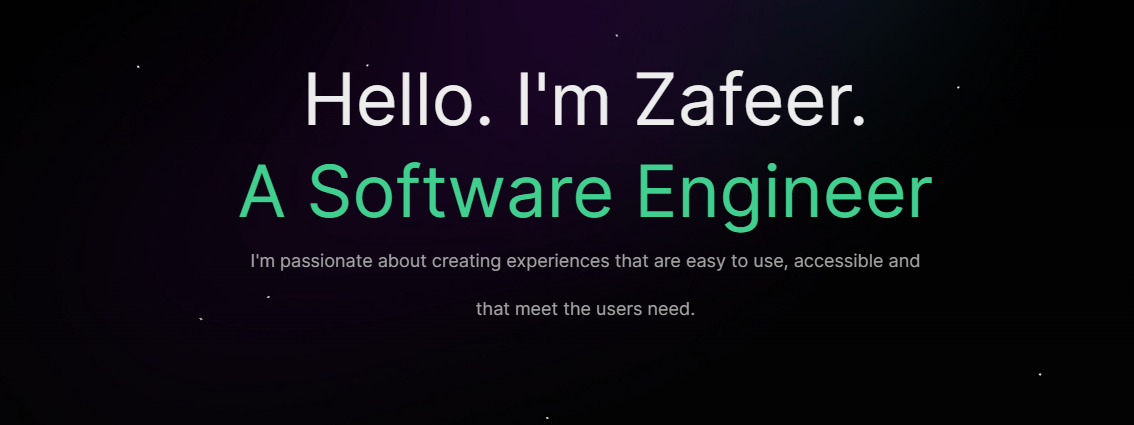 Hello. I'm Zafeer.
A Software Engineer
I'm passionate about creating experiences that are easy to use, accessible and
that meet the users need.